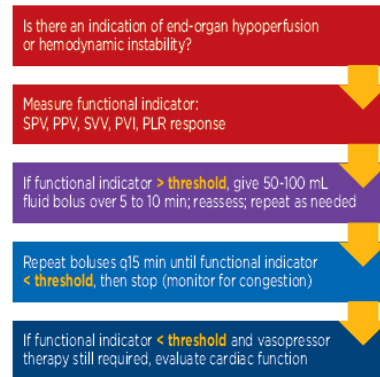 Is there an indication of end-organ hypoperfusion
or hemodynamic instability?
Measure functional indicator:
SPV, PPV, SVV, PVI, PLR response
If functional indicator > threshold, give 50-100 mL
fluid bolus over 5 to 10 min; reassess; repeat as needed
Repeat boluses q15 min until functional indicator
< threshold, then stop (monitor for congestion)
If functional indicator < threshold and vasopressor
therapy still required, evaluate cardiac function